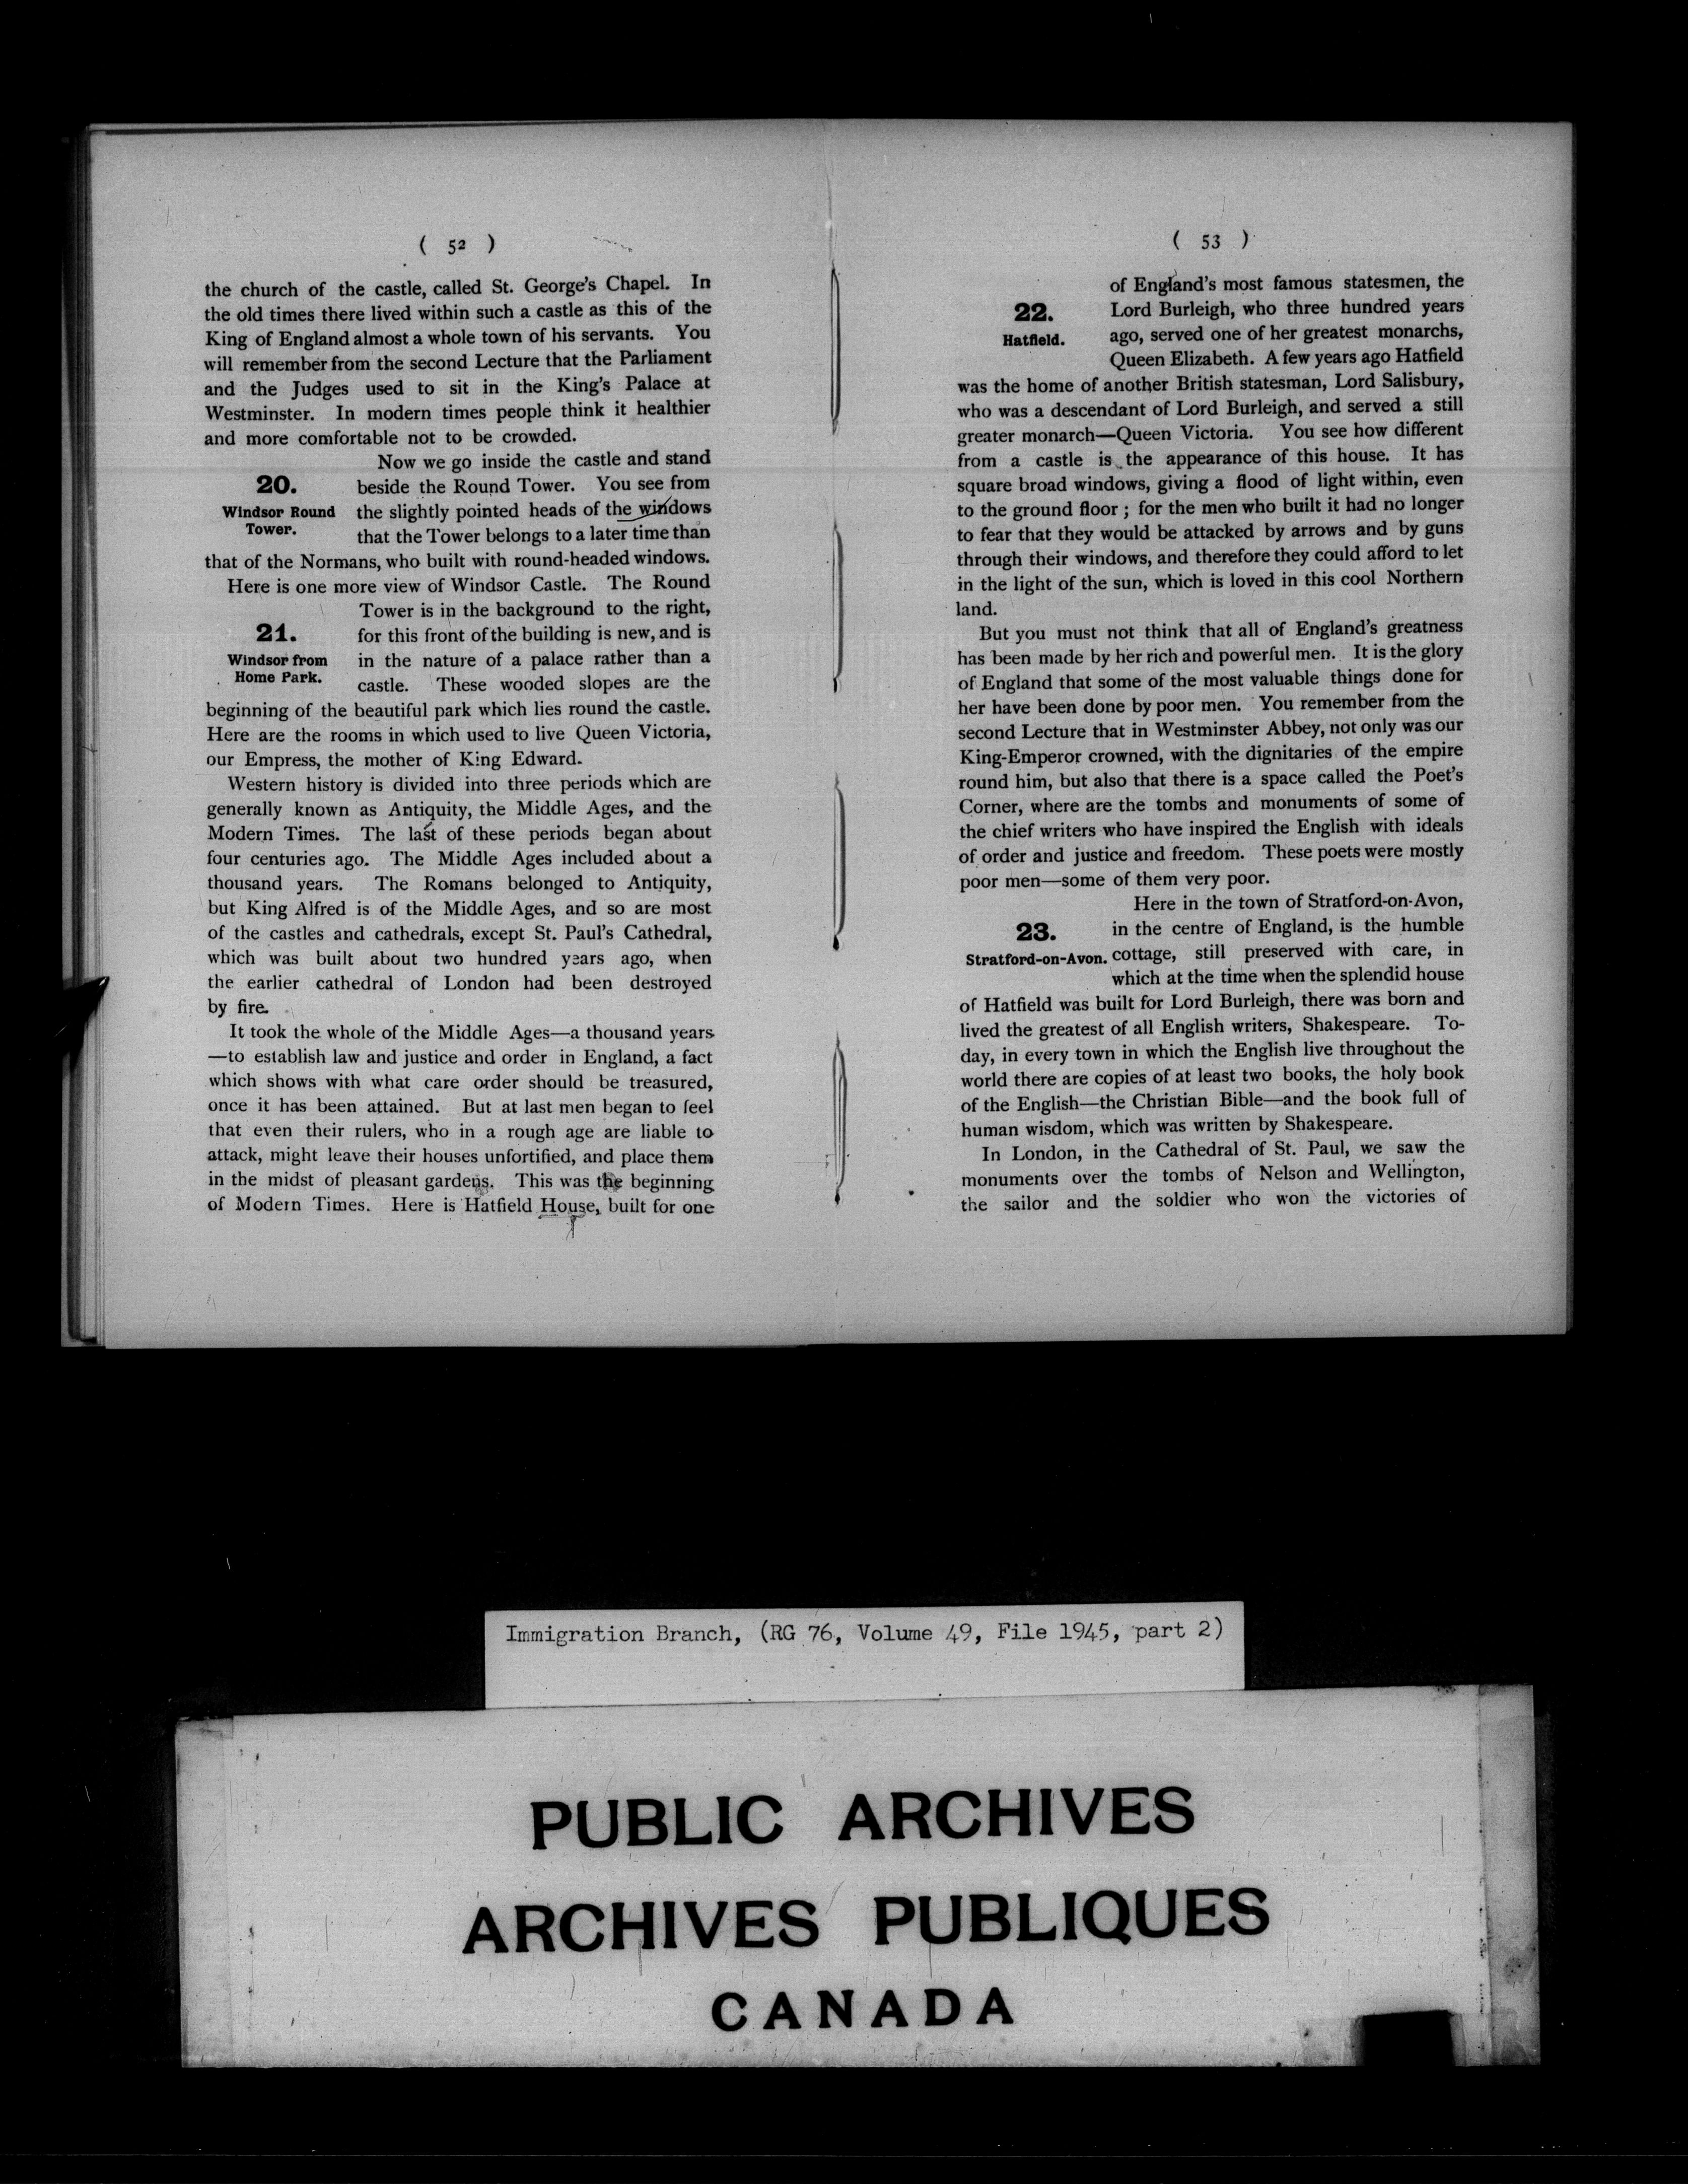 ( 52 )
the church of the castle, called St. George's Chapel. In
the old times there lived within such a castle as this of the
King of England almost a whole town of his servants. You
will remember from the second Lecture that the Parliament
and the Judges used to sit in the King's Palace at
Westminster. In modern times people think it healthier
and more comfortable not to be crowded.
Now we go inside the castle and stand
20.
beside the Round Tower. You see from
Windsor Round
the slightly pointed heads of the windows
Tower.
that the Tower belongs to a later time than
that of the Normans, who built with round-headed windows.
Here is one more view of Windsor Castle. The Round
Tower is in the background to the right,
21.
for this front of the building is new, and is
Windsor from
in the nature of a palace rather than a
Home Park.
castle. These wooded slopes are the
beginning of the beautiful park which lies round the castle.
Here are the rooms in which used to live Queen Victoria,
our Empress, the mother of King Edward.
Western history is divided into three periods which are
generally known as Antiquity, the Middle Ages, and the
Modern Times. The last of these periods began about
four centuries ago. The Middle Ages included about a
thousand years. The Romans belonged to Antiquity,
but King Alfred is of the Middle Ages, and so are most
of the castles and cathedrals, except St. Paul's Cathedral,
which was built about two hundred years ago, when
the earlier cathedral of London had been destroyed
by fire.
It took the whole of the Middle Ages—a thousand years
—to establish law and justice and order in England, a fact
which shows with what care order should be treasured,
once it has been attained. But at last men began to feel
that even their rulers, who in a rough age are liable to
attack, might leave their houses unfortified, and place them
in the midst of pleasant gardens. This was the beginning
of Modern Times. Here is Hatfield House, built for one
( 53 )
of England's most famous statesmen, the
22.
Lord Burleigh, who three hundred years
Hatfield.
ago, served one of her greatest monarchs,
Queen Elizabeth. A few years ago Hatfield
was the home of another British statesman, Lord Salisbury,
who was a descendant of Lord Burleigh, and served a still
greater monarch—Queen Victoria. You see how different
from a castle is the appearance of this house. It has
square broad windows, giving a flood of light within, even
to the ground floor; for the men who built it had no longer
to fear that they would be attacked by arrows and by guns
through their windows, and therefore they could afford to let
in the light of the sun, which is loved in this cool Northern
land.
But you must not think that all of England's greatness
has been made by her rich and powerful men. It is the glory
of England that some of the most valuable things done for
her have been done by poor men. You remember from the
second Lecture that in Westminster Abbey, not only was our
King-Emperor crowned, with the dignitaries of the empire
round him, but also that there is a space called the Poet's
Corner, where are the tombs and monuments of some of
the chief writers who have inspired the English with ideals
of order and justice and freedom. These poets were mostly
poor men—some of them very poor.
Here in the town of Stratford-on-Avon,
23.
in the centre of England, is the humble
Stratford-on-Avon.
cottage, still preserved with care, in
which at the time when the splendid house
of Hatfield was built for Lord Burleigh, there was born and
lived the greatest of all English writers, Shakespeare. To-
day, in every town in which the English live throughout the
world there are copies of at least two books, the holy book
of the English—the Christian Bible—and the book full of
human wisdom, which was written by Shakespeare.
In London, in the Cathedral of St. Paul, we saw the
monuments over the tombs of Nelson and Wellington,
the sailor and the soldier who won the victories of
Immigration Branch, (RG 76, Volume 49, File 1945, part 2)
PUBLIC ARCHIVES
ARCHIVES PUBLIQUES
CANADA